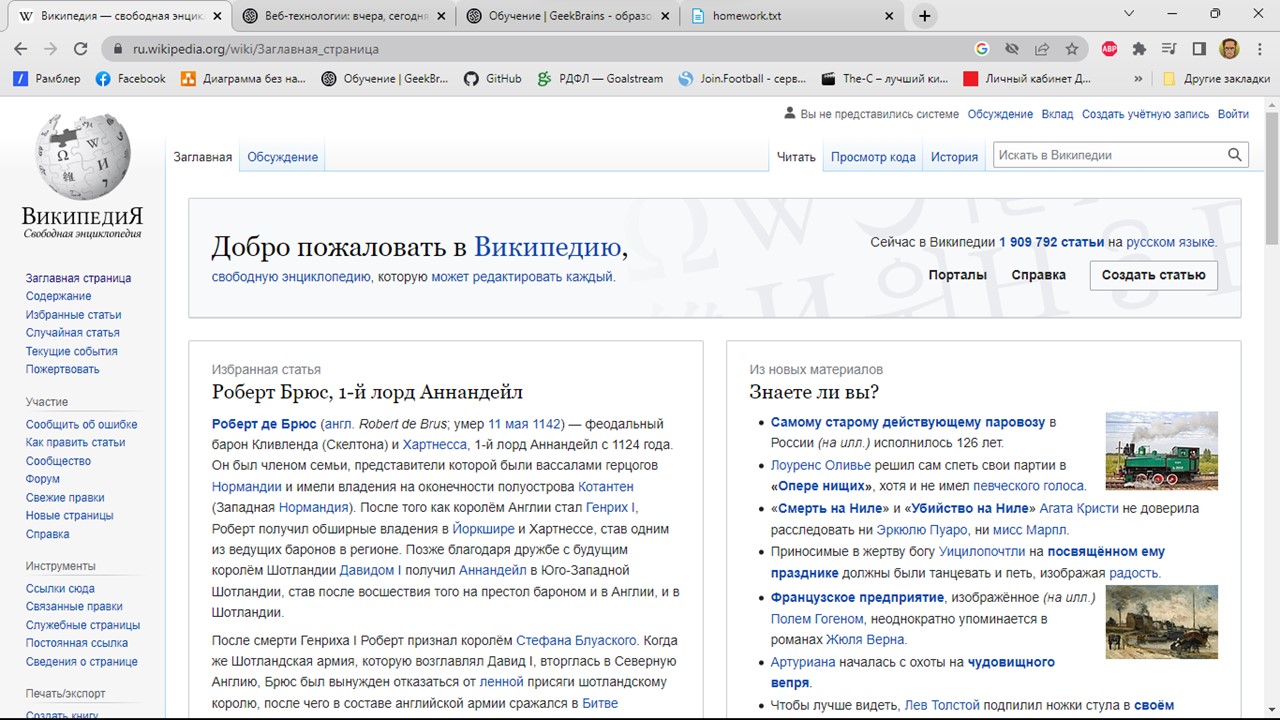 Википедия — свободная энцик
Веб-технологии: вчера, сегодня
Обучение | GeekBrains - образо
homework.txt
ru.wikipedia.org/wiki/Заглавная_страница
ABP
Рамблер
Facebook
Диаграмма без на...
Обучение | GeekBr...
GitHub
РДФЛ — Goalstream
Join.Football - серв...
The-C – лучший ки...
Личный кабинет Д...
»
Другие закладки
Вы не представились системе Обсуждение Вклад Создать учётную запись Войти
Заглавная Обсуждение Читать Просмотр кода История Искать в Википедии
ВикипедиЯ
Свободная энциклопедия
Заглавная страница
Содержание
Избранные статьи
Случайная статья
Текущие события
Пожертвовать
Участие
Сообщить об ошибке
Как править статьи
Сообщество
Форум
Свежие правки
Новые страницы
Справка
Инструменты
Ссылки сюда
Связанные правки
Служебные страницы
Постоянная ссылка
Сведения о странице
Печать/экспорт
Создать книгу
Добро пожаловать в Википедию,
свободную энциклопедию, которую может редактировать каждый.
Сейчас в Википедии 1 909 792 статьи на русском языке.
Порталы Справка Создать статью
Избранная статья
Роберт Брюс, 1-й лорд Аннандейл
Роберт де Брюс (англ. Robert de Brus; умер 11 мая 1142) — феодальный
барон Кливленда (Скелтона) и Хартнесса, 1-й лорд Аннандейл с 1124 года.
Он был членом семьи, представители которой были вассалами герцогов
Нормандии и имели владения на оконечности полуострова Котантен
(Западная Нормандия). После того как королём Англии стал Генрих I,
Роберт получил обширные владения в Йоркшире и Хартнессе, став одним
из ведущих баронов в регионе. Позже благодаря дружбе с будущим
королём Шотландии Давидом I получил Аннандейл в Юго-Западной
Шотландии, став после восшествия того на престол бароном и в Англии, и в
Шотландии.
После смерти Генриха I Роберт признал королём Стефана Блуаского. Когда
же Шотландская армия, которую возглавлял Давид I, вторглась в Северную
Англию, Брюс был вынужден отказаться от ленной присяги шотландскому
королю, после чего в составе английской армии сражался в Битве
Из новых материалов
Знаете ли вы?
Самому старому действующему паровозу в
России (на илл.) исполнилось 126 лет.
Лоуренс Оливье решил сам спеть свои партии в
«Опере нищих», хотя и не имел певческого голоса.
«Смерть на Ниле» и «Убийство на Ниле» Агата Кристи не доверила
расследовать ни Эркюлю Пуаро, ни мисс Марпл.
Приносимые в жертву богу Уицилопочтли на посвящённом ему
празднике должны были танцевать и петь, изображая радость.
Французское предприятие, изображённое (на илл.)
Полем Гогеном, неоднократно упоминается в
романах Жюля Верна.
Артуриана началась с охоты на чудовищного
вепря.
Чтобы лучше видеть, Лев Толстой подпилил ножки стула в своём